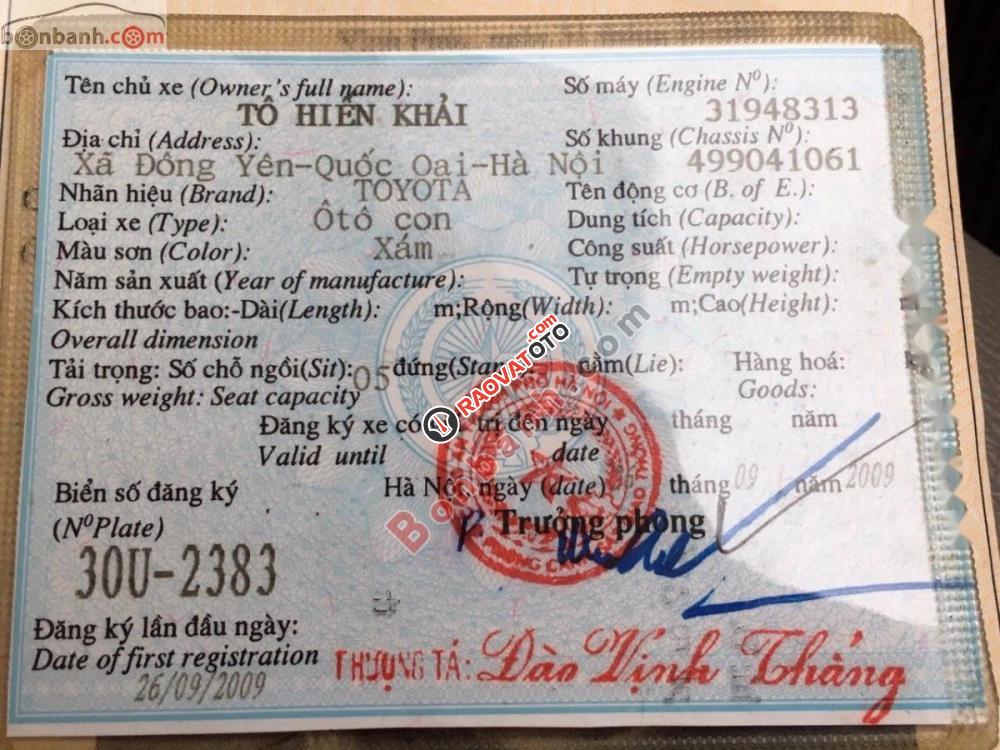 bonbanh.com
Tên chủ xe (Owner's full name):
TÔ HIẾN KHẢI
Số máy (Engine Nº):
31948313
Địa chỉ (Address):
Xã Đông Yên-Quốc Oai-Hà Nội
Số khung (Chassis Nº):
499041061
Nhãn hiệu (Brand): TOYOTA
Tên động cơ (B. of E.):
Loại xe (Type): Ôtô con
Dung tích (Capacity):
Màu sơn (Color): Xám
Công suất (Horsepower):
Năm sản xuất (Year of manufacture):
Tự trọng (Empty weight):
Kích thước bao:-Dài(Length): m;Rộng(Width): m;Cao(Height):
Overall dimension
Tải trọng: Số chỗ ngồi(Sit): 05 đứng (Lie): Hàng hoá:
Gross weight: Seat capacity Goods:
Đăng ký xe có trị đến ngày tháng năm
Valid until date
RAOVATOTO.com
Biển số đăng ký
(NºPlate)
30U-2383
Hà Nội, ngày (date) tháng 09 năm 2009
Trưởng phòng
Đăng ký lần đầu ngày:
Date of first registration
26/09/2009
THƯỢNG TÁ: Đào Vịnh Thắng